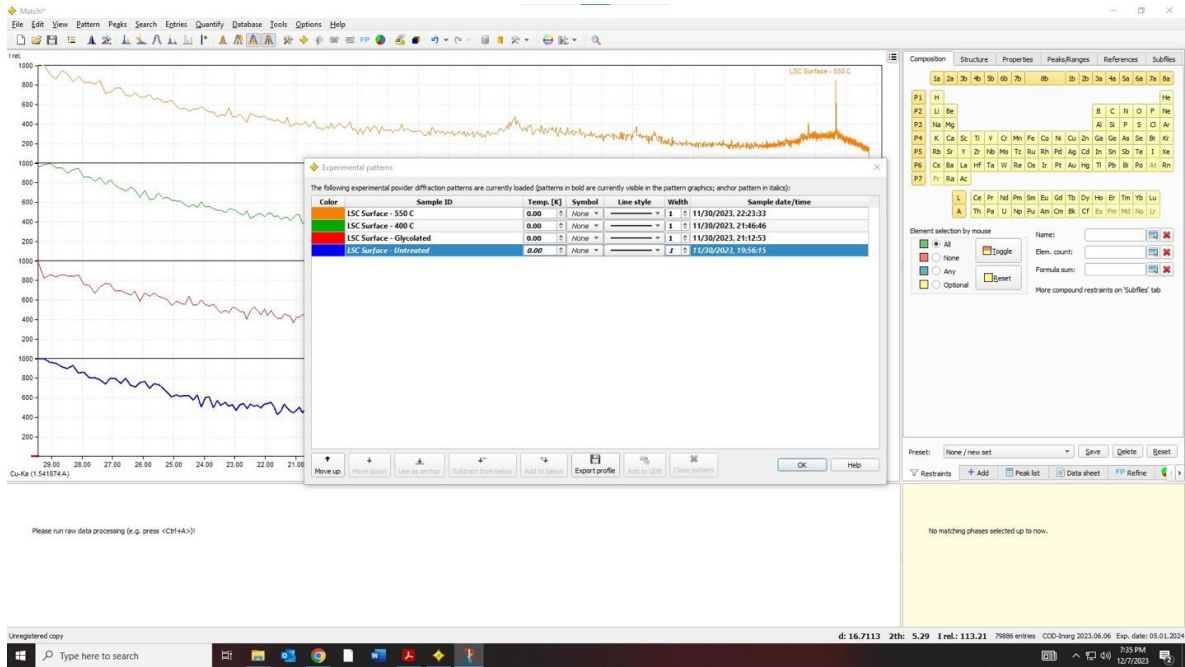 Match!*
File Edit View Pattern Peaks Search Entries Quantify Database Tools Options Help
I rel.
LSC Surface - 550 C
1000
800
600
400
200
1000
800
600
400
200
1000
800
600
400
200
1000
800
600
400
200
29.00 28.00 27.00 26.00 25.00 24.00 23.00 22.00 21.00
Cu-Ka (1.541874 A)
Experimental patterns
The following experimental powder diffraction patterns are currently loaded (patterns in bold are currently visible in the pattern graphics; anchor pattern in italics):
Color Sample ID Temp. [K] Symbol Line style Width Sample date/time
LSC Surface - 550 C 0.00 None 1 11/30/2023, 22:23:33
LSC Surface - 400 C 0.00 None 1 11/30/2023, 21:46:46
LSC Surface - Glycolated 0.00 None 1 11/30/2023, 21:12:53
LSC Surface - Untreated 0.00 None 1 11/30/2023, 19:56:15
Move up Move down Use as anchor Subtract from below Add to below Export profile Add to UDB Close pattern OK Help
Composition Structure Properties Peaks/Ranges References Subfiles
1a 2a 3b 4b 5b 6b 7b 8b 1b 2b 3a 4a 5a 6a 7a 8a
P1 H He
P2 Li Be B C N O F Ne
P3 Na Mg Al Si P S Cl Ar
P4 K Ca Sc Ti V Cr Mn Fe Co Ni Cu Zn Ga Ge As Se Br Kr
P5 Rb Sr Y Zr Nb Mo Tc Ru Rh Pd Ag Cd In Sn Sb Te I Xe
P6 Cs Ba La Hf Ta W Re Os Ir Pt Au Hg Tl Pb Bi Po At Rn
P7 Fr Ra Ac
L Ce Pr Nd Pm Sm Eu Gd Tb Dy Ho Er Tm Yb Lu
A Th Pa U Np Pu Am Cm Bk Cf Es Fm Md No Lr
Element selection by mouse
All
None
Any
Optional
Toggle
Reset
Name:
Elem. count:
Formula sum:
More compound restraints on 'Subfiles' tab
Preset: None / new set Save Delete Reset
Restraints Add Peak list Data sheet FP Refine
Please run raw data processing (e.g. press <Ctrl+A>)!
No matching phases selected up to now.
Unregistered copy
d: 16.7113 2th: 5.29 I rel.: 113.21 79886 entries COD-Inorg 2023.06.06 Exp. date: 05.01.2024
Type here to search
7:35 PM
12/7/2023